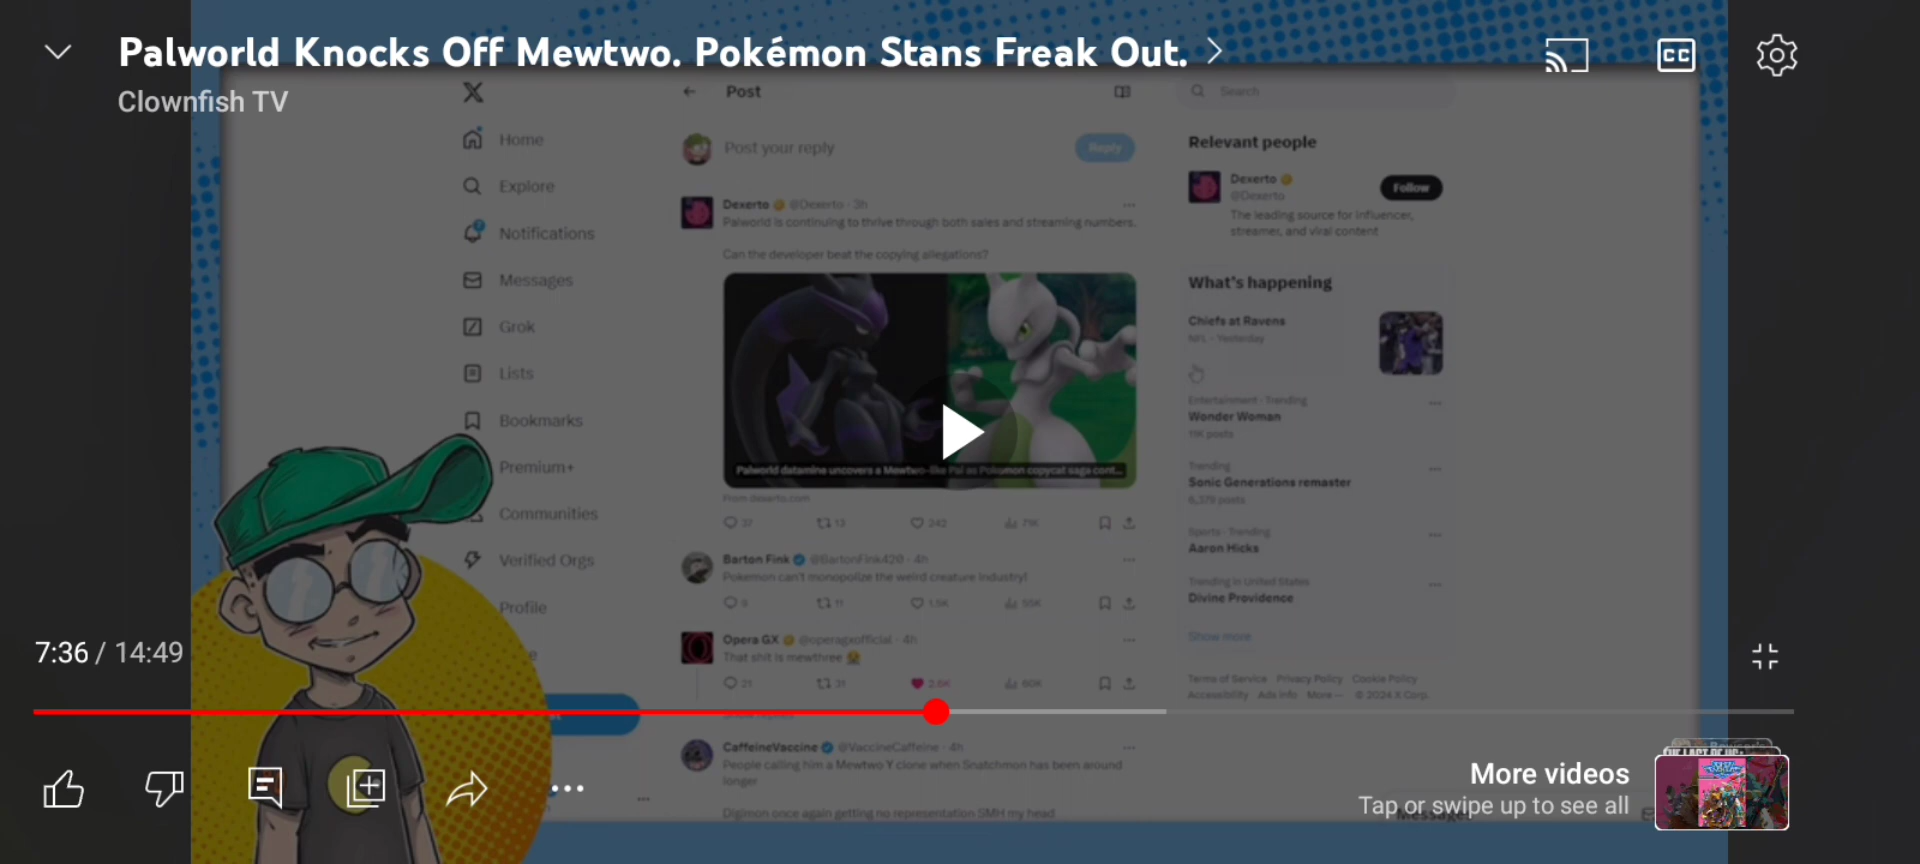 Palworld Knocks Off Mewtwo. Pokémon Stans Freak Out.
Clownfish TV
CC
Home
Explore
Notifications
Messages
Grok
Lists
Bookmarks
Premium+
Communities
Verified Orgs
Profile
Post
Post your reply
Reply
Dexerto @Dexerto · 3h
Palworld is continuing to thrive through both sales and streaming numbers.
Can the developer beat the copying allegations?
Palworld datamine uncovers a Mewtwo-like Pal as Pokemon copycat saga cont...
From dexerto.com
37 13 242 79K
Barton Fink @BartonFink420 · 4h
Pokemon can't monopolize the weird creature industry!
9 11 1.5K 55K
Opera GX @operagxofficial · 4h
That shit is mewthree
21 31 2.6K 60K
CaffeineVaccine @VaccineCaffeine · 4h
People calling him a Mewtwo Y clone when Snatchmon has been around
longer
Digimon once again getting no representation SMH my head
Search
Relevant people
Dexerto
@Dexerto
Follow
The leading source for influencer,
streamer, and viral content
What's happening
Chiefs at Ravens
NFL · Yesterday
Entertainment · Trending
Wonder Woman
11K posts
Trending
Sonic Generations remaster
6,379 posts
Sports · Trending
Aaron Hicks
Trending in United States
Divine Providence
Show more
Terms of Service Privacy Policy Cookie Policy
Accessibility Ads info More ··· © 2024 X Corp.
Messages
7:36 / 14:49
More videos
Tap or swipe up to see all